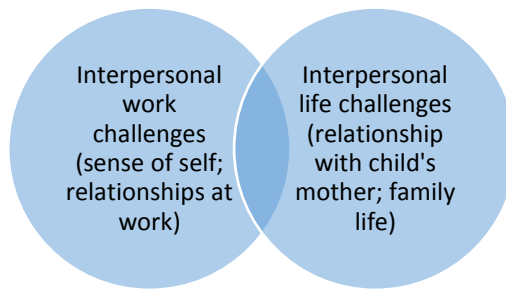 Interpersonal
work
challenges
(sense of self;
relationships at
work)
Interpersonal
life challenges
(relationship
with child's
mother; family
life)